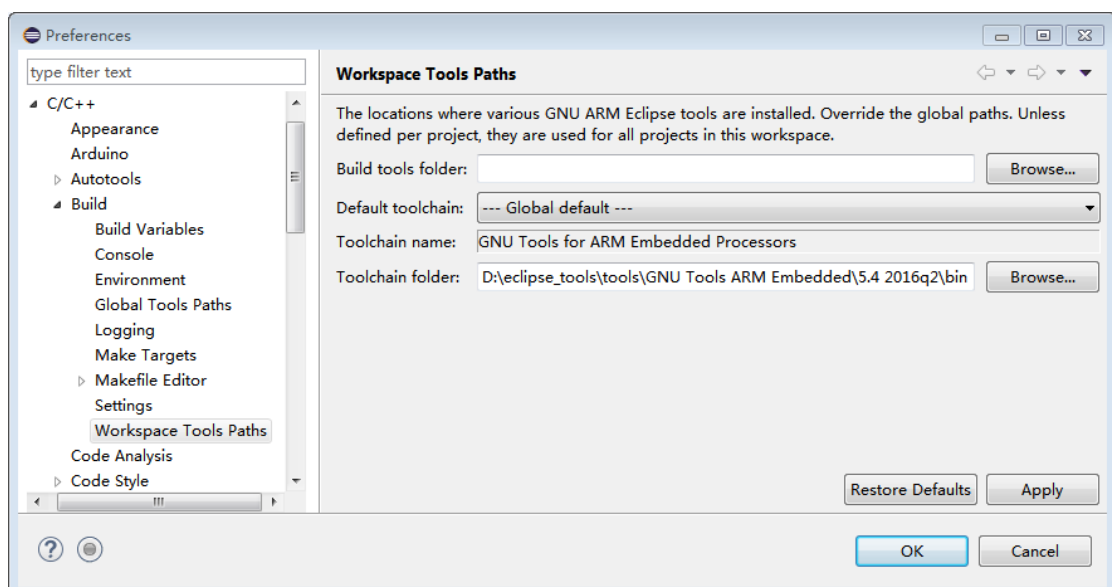 Preferences
type filter text
C/C++
Appearance
Arduino
Autotools
Build
Build Variables
Console
Environment
Global Tools Paths
Logging
Make Targets
Makefile Editor
Settings
Workspace Tools Paths
Code Analysis
Code Style
Workspace Tools Paths
The locations where various GNU ARM Eclipse tools are installed. Override the global paths. Unless
defined per project, they are used for all projects in this workspace.
Build tools folder:
Browse...
Default toolchain: --- Global default ---
Toolchain name: GNU Tools for ARM Embedded Processors
Toolchain folder: D:\eclipse_tools\tools\GNU Tools ARM Embedded\5.4 2016q2\bin Browse...
Restore Defaults Apply
? OK Cancel